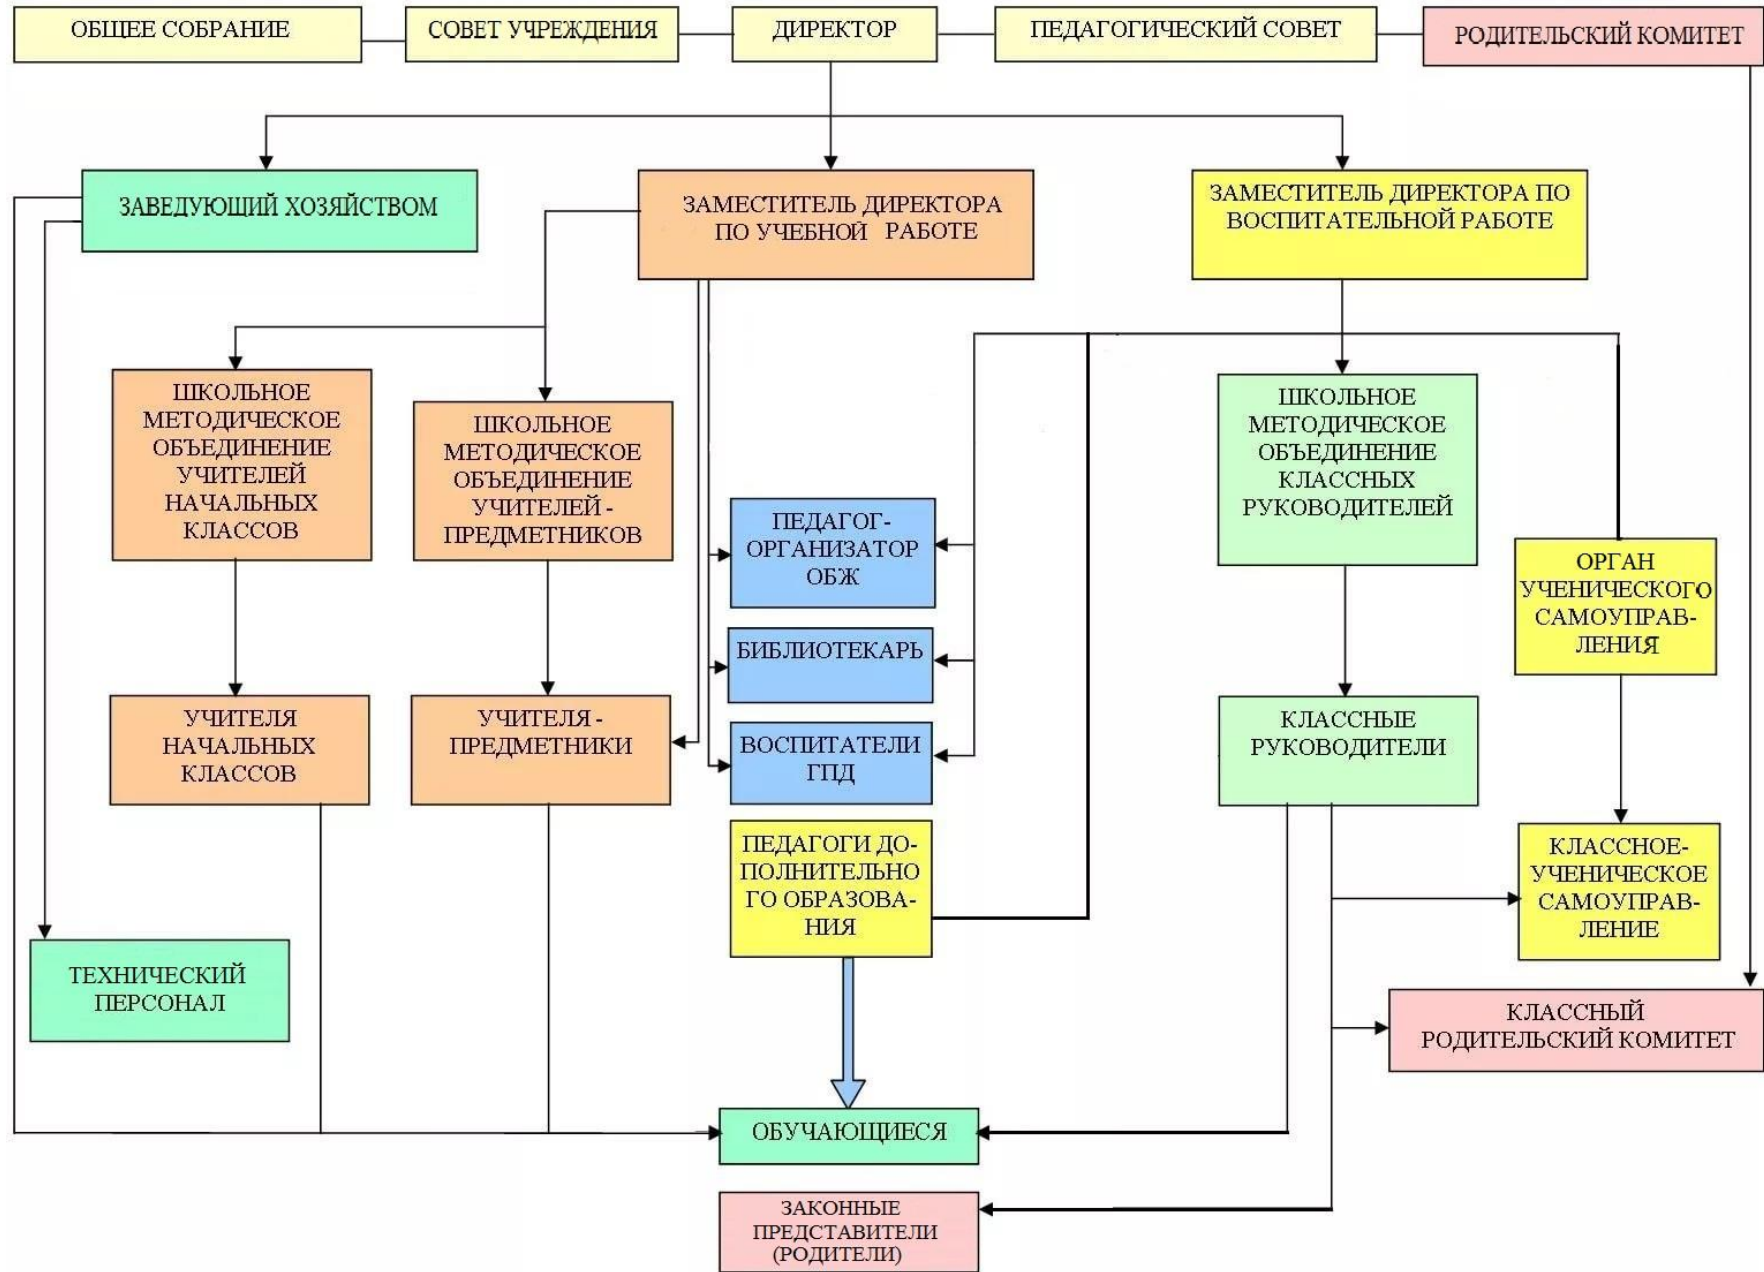 ОБЩЕЕ СОБРАНИЕ
СОВЕТ УЧРЕЖДЕНИЯ
ДИРЕКТОР
ПЕДАГОГИЧЕСКИЙ СОВЕТ
РОДИТЕЛЬСКИЙ КОМИТЕТ
ЗАВЕДУЮЩИЙ ХОЗЯЙСТВОМ
ЗАМЕСТИТЕЛЬ ДИРЕКТОРА
ПО УЧЕБНОЙ РАБОТЕ
ЗАМЕСТИТЕЛЬ ДИРЕКТОРА ПО
ВОСПИТАТЕЛЬНОЙ РАБОТЕ
ШКОЛЬНОЕ
МЕТОДИЧЕСКОЕ
ОБЪЕДИНЕНИЕ
УЧИТЕЛЕЙ
НАЧАЛЬНЫХ
КЛАССОВ
ШКОЛЬНОЕ
МЕТОДИЧЕСКОЕ
ОБЪЕДИНЕНИЕ
УЧИТЕЛЕЙ -
ПРЕДМЕТНИКОВ
ШКОЛЬНОЕ
МЕТОДИЧЕСКОЕ
ОБЪЕДИНЕНИЕ
КЛАССНЫХ
РУКОВОДИТЕЛЕЙ
ПЕДАГОГ-
ОРГАНИЗАТОР
ОБЖ
ОРГАН
УЧЕНИЧЕСКОГО
САМОУПРАВ-
ЛЕНИЯ
БИБЛИОТЕКАРЬ
УЧИТЕЛЯ
НАЧАЛЬНЫХ
КЛАССОВ
УЧИТЕЛЯ -
ПРЕДМЕТНИКИ
ВОСПИТАТЕЛИ
ГПД
КЛАССНЫЕ
РУКОВОДИТЕЛИ
ПЕДАГОГИ ДО-
ПОЛНИТЕЛЬНО
ГО ОБРАЗОВА-
НИЯ
КЛАССНОЕ-
УЧЕНИЧЕСКОЕ
САМОУПРАВ-
ЛЕНИЕ
ТЕХНИЧЕСКИЙ
ПЕРСОНАЛ
КЛАССНЫЙ
РОДИТЕЛЬСКИЙ КОМИТЕТ
ОБУЧАЮЩИЕСЯ
ЗАКОННЫЕ
ПРЕДСТАВИТЕЛИ
(РОДИТЕЛИ)